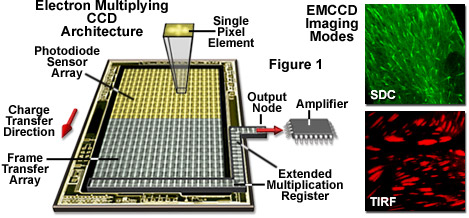 Electron Multiplying
CCD
Architecture
Single
Pixel
Element
EMCCD
Imaging
Modes
Photodiode
Sensor
Array
Figure 1
SDC
Output
Node
Amplifier
Charge
Transfer
Direction
Frame
Transfer
Array
Extended
Multiplication
Register
TIRF